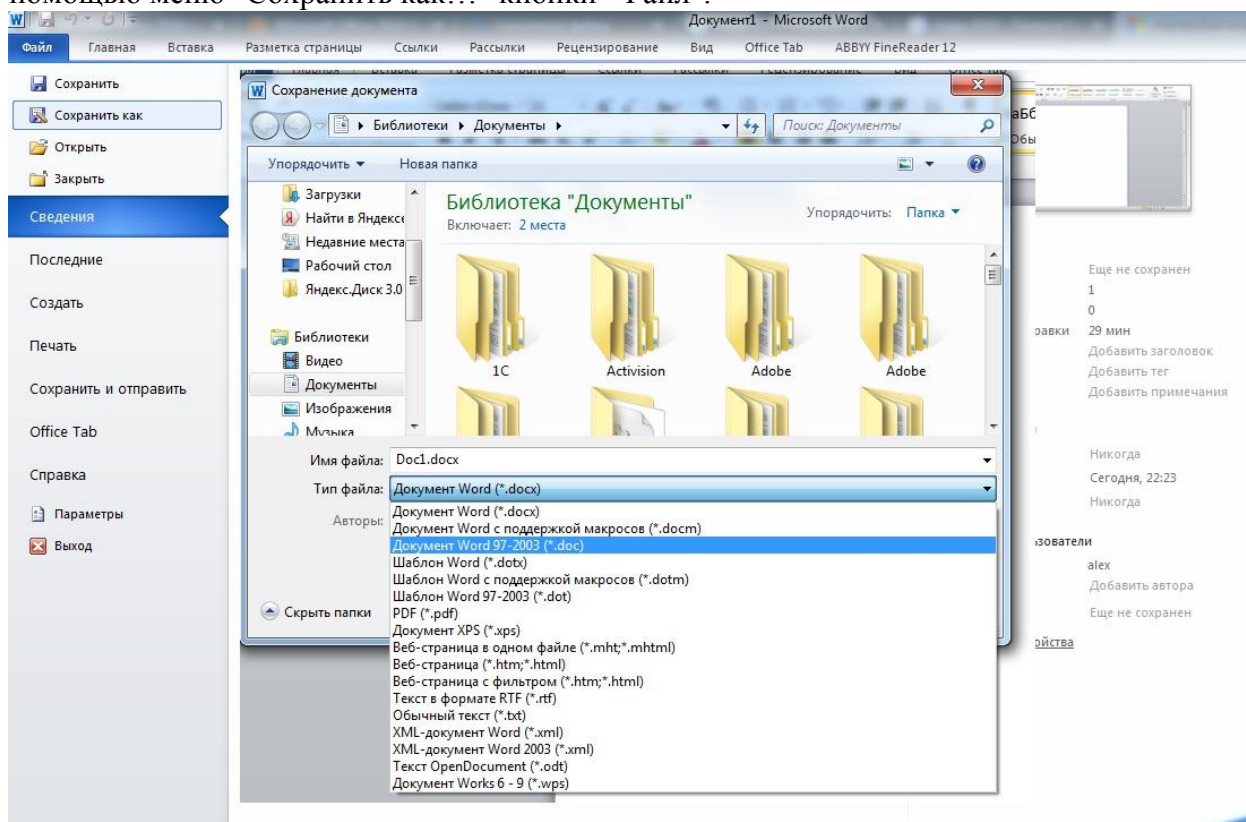 помощью меню "Сохранить как…" кнопки "Файл".
Документ1 - Microsoft Word
Файл Главная Вставка Разметка страницы Ссылки Рассылки Рецензирование Вид Office Tab ABBYY FineReader 12
Сохранить
Сохранить как
Открыть
Закрыть
Сведения
Последние
Создать
Печать
Сохранить и отправить
Office Tab
Справка
Параметры
Выход
Сохранение документа
Библиотеки Документы
Поиск: Документы
Упорядочить Новая папка
Загрузки
Найти в Яндексе
Недавние места
Рабочий стол
Яндекс.Диск 3.0
Библиотеки
Видео
Документы
Изображения
Музыка
Библиотека "Документы"
Включает: 2 места
Упорядочить: Папка
1C Activision Adobe Adobe
Имя файла: Doc1.docx
Тип файла: Документ Word (*.docx)
Авторы:
Скрыть папки
Документ Word (*.docx)
Документ Word с поддержкой макросов (*.docm)
Документ Word 97-2003 (*.doc)
Шаблон Word (*.dotx)
Шаблон Word с поддержкой макросов (*.dotm)
Шаблон Word 97-2003 (*.dot)
PDF (*.pdf)
Документ XPS (*.xps)
Веб-страница в одном файле (*.mht;*.mhtml)
Веб-страница (*.htm;*.html)
Веб-страница с фильтром (*.htm;*.html)
Текст в формате RTF (*.rtf)
Обычный текст (*.txt)
XML-документ Word (*.xml)
XML-документ Word 2003 (*.xml)
Текст OpenDocument (*.odt)
Документ Works 6 - 9 (*.wps)
Еще не сохранен
1
0
равки 29 мин
Добавить заголовок
Добавить тег
Добавить примечания
Никогда
Сегодня, 22:23
Никогда
зователи
alex
Добавить автора
Еще не сохранен
ойства